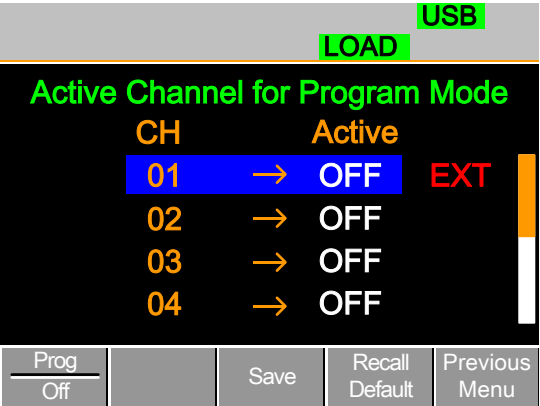 USB
LOAD
Active Channel for Program Mode
CH Active
01 → OFF EXT
02 → OFF
03 → OFF
04 → OFF
Prog
Off
Save
Recall
Default
Previous
Menu